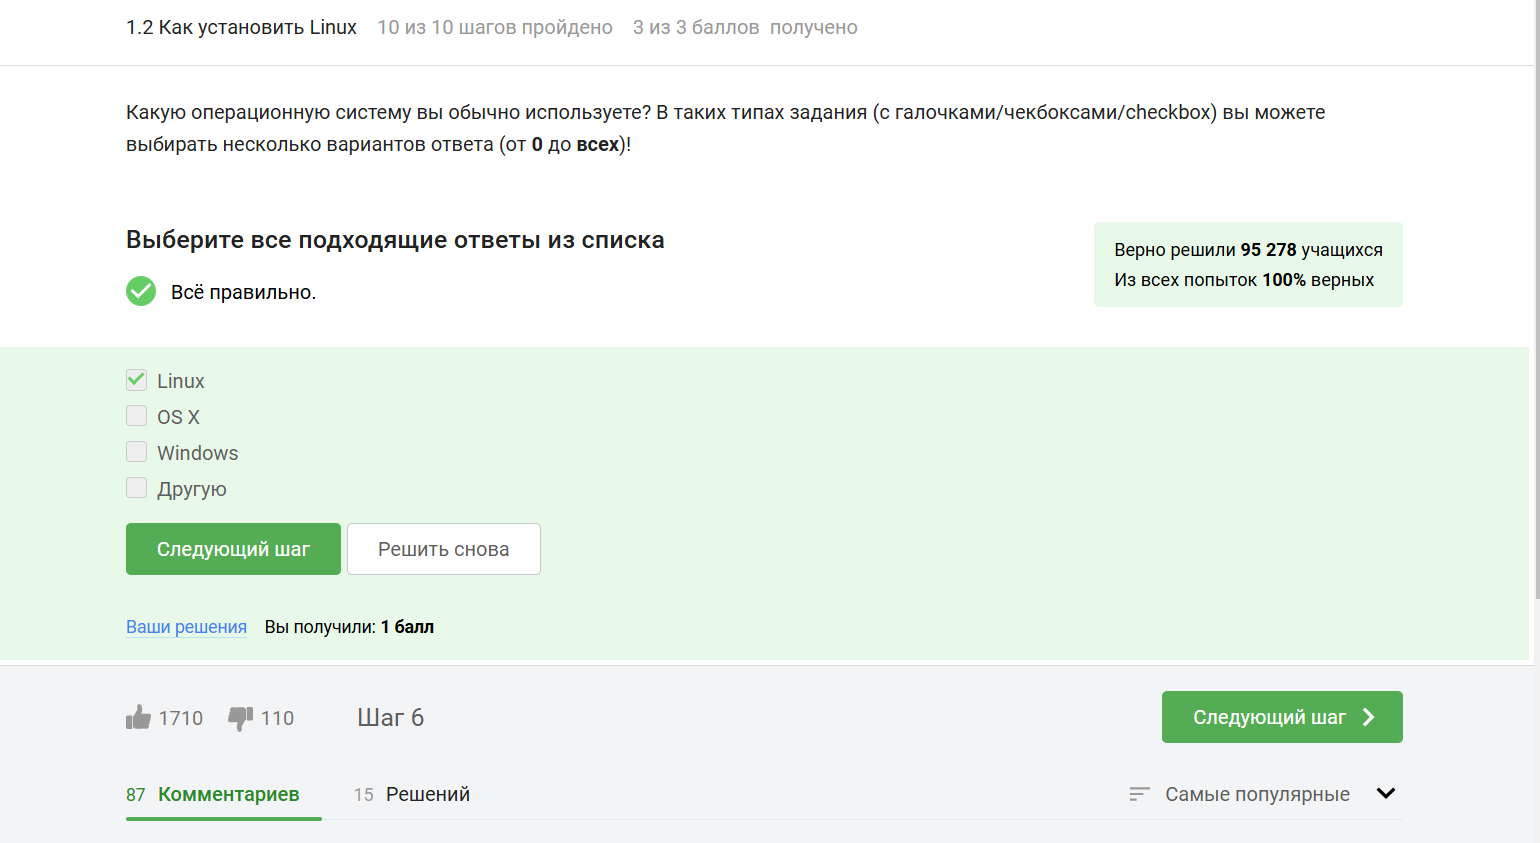 1.2 Как установить Linux 10 из 10 шагов пройдено 3 из 3 баллов получено
Какую операционную систему вы обычно используете? В таких типах задания (с галочками/чекбоксами/checkbox) вы можете
выбирать несколько вариантов ответа (от 0 до всех)!
Выберите все подходящие ответы из списка
Верно решили 95 278 учащихся
Из всех попыток 100% верных
Всё правильно.
Linux
OS X
Windows
Другую
Следующий шаг Решить снова
Ваши решения Вы получили: 1 балл
1710 110 Шаг 6 Следующий шаг
87 Комментариев 15 Решений Самые популярные